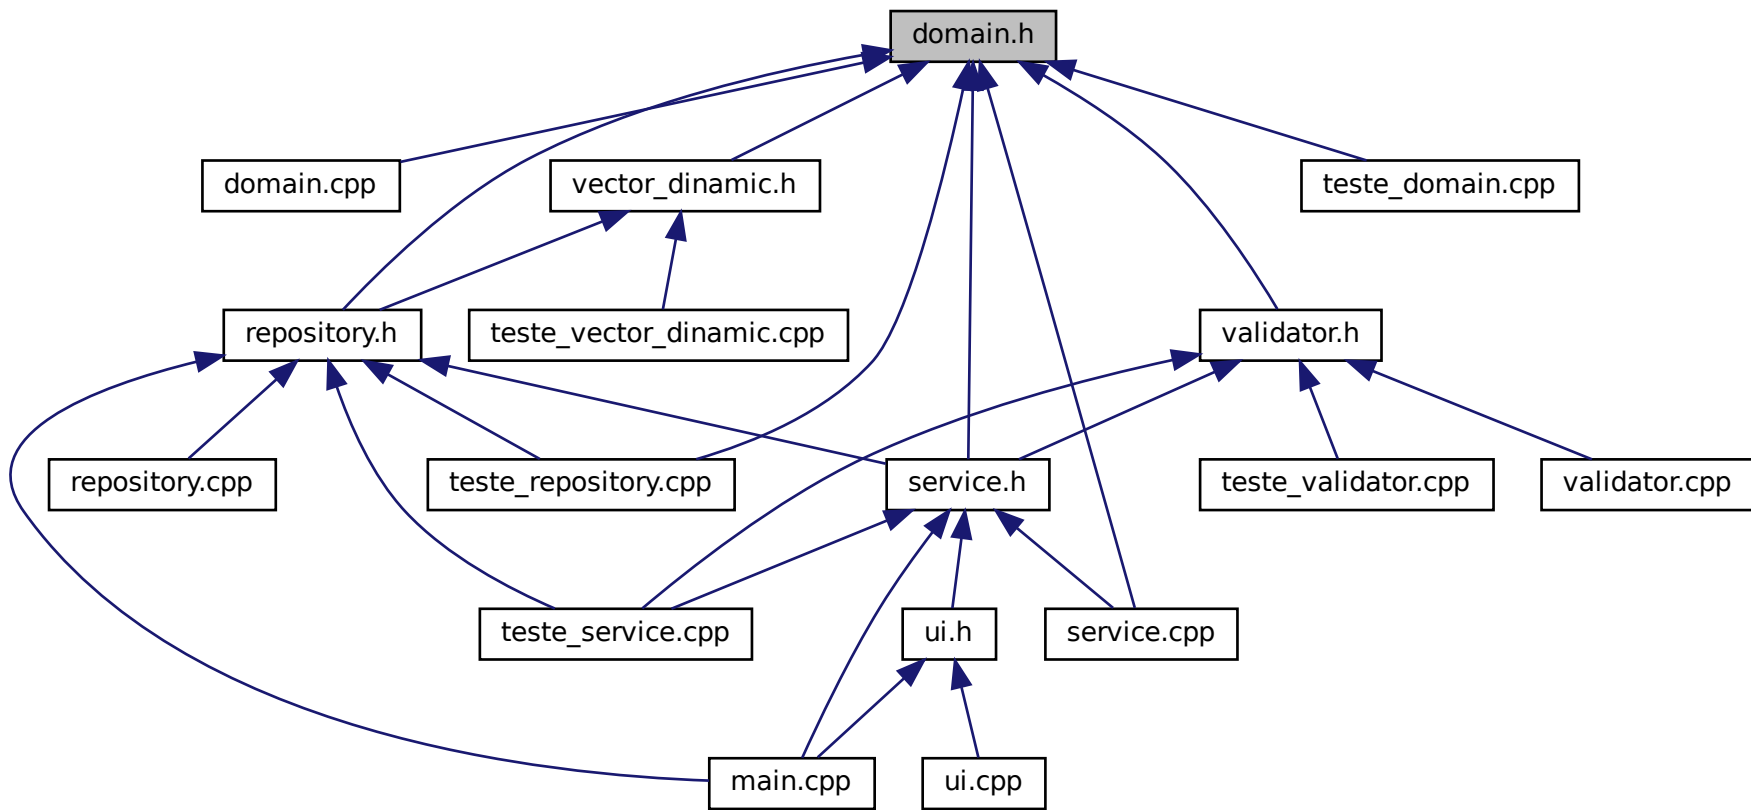 domain.h
domain.cpp
vector_dinamic.h
teste_domain.cpp
repository.h
teste_vector_dinamic.cpp
validator.h
repository.cpp
teste_repository.cpp
service.h
teste_validator.cpp
validator.cpp
teste_service.cpp
ui.h
service.cpp
main.cpp
ui.cpp